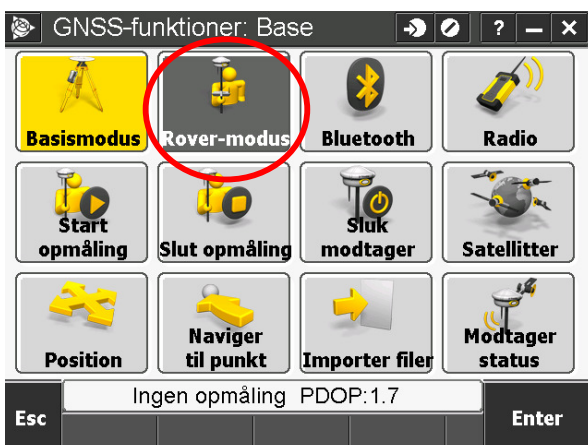 GNSS-funktioner: Base
? – X
Basismodus
Rover-modus
Bluetooth
Radio
Start
opmåling
Slut opmåling
Sluk
modtager
Satellitter
Position
Naviger
til punkt
Importer filer
Modtager
status
Ingen opmåling PDOP:1.7
Esc
Enter